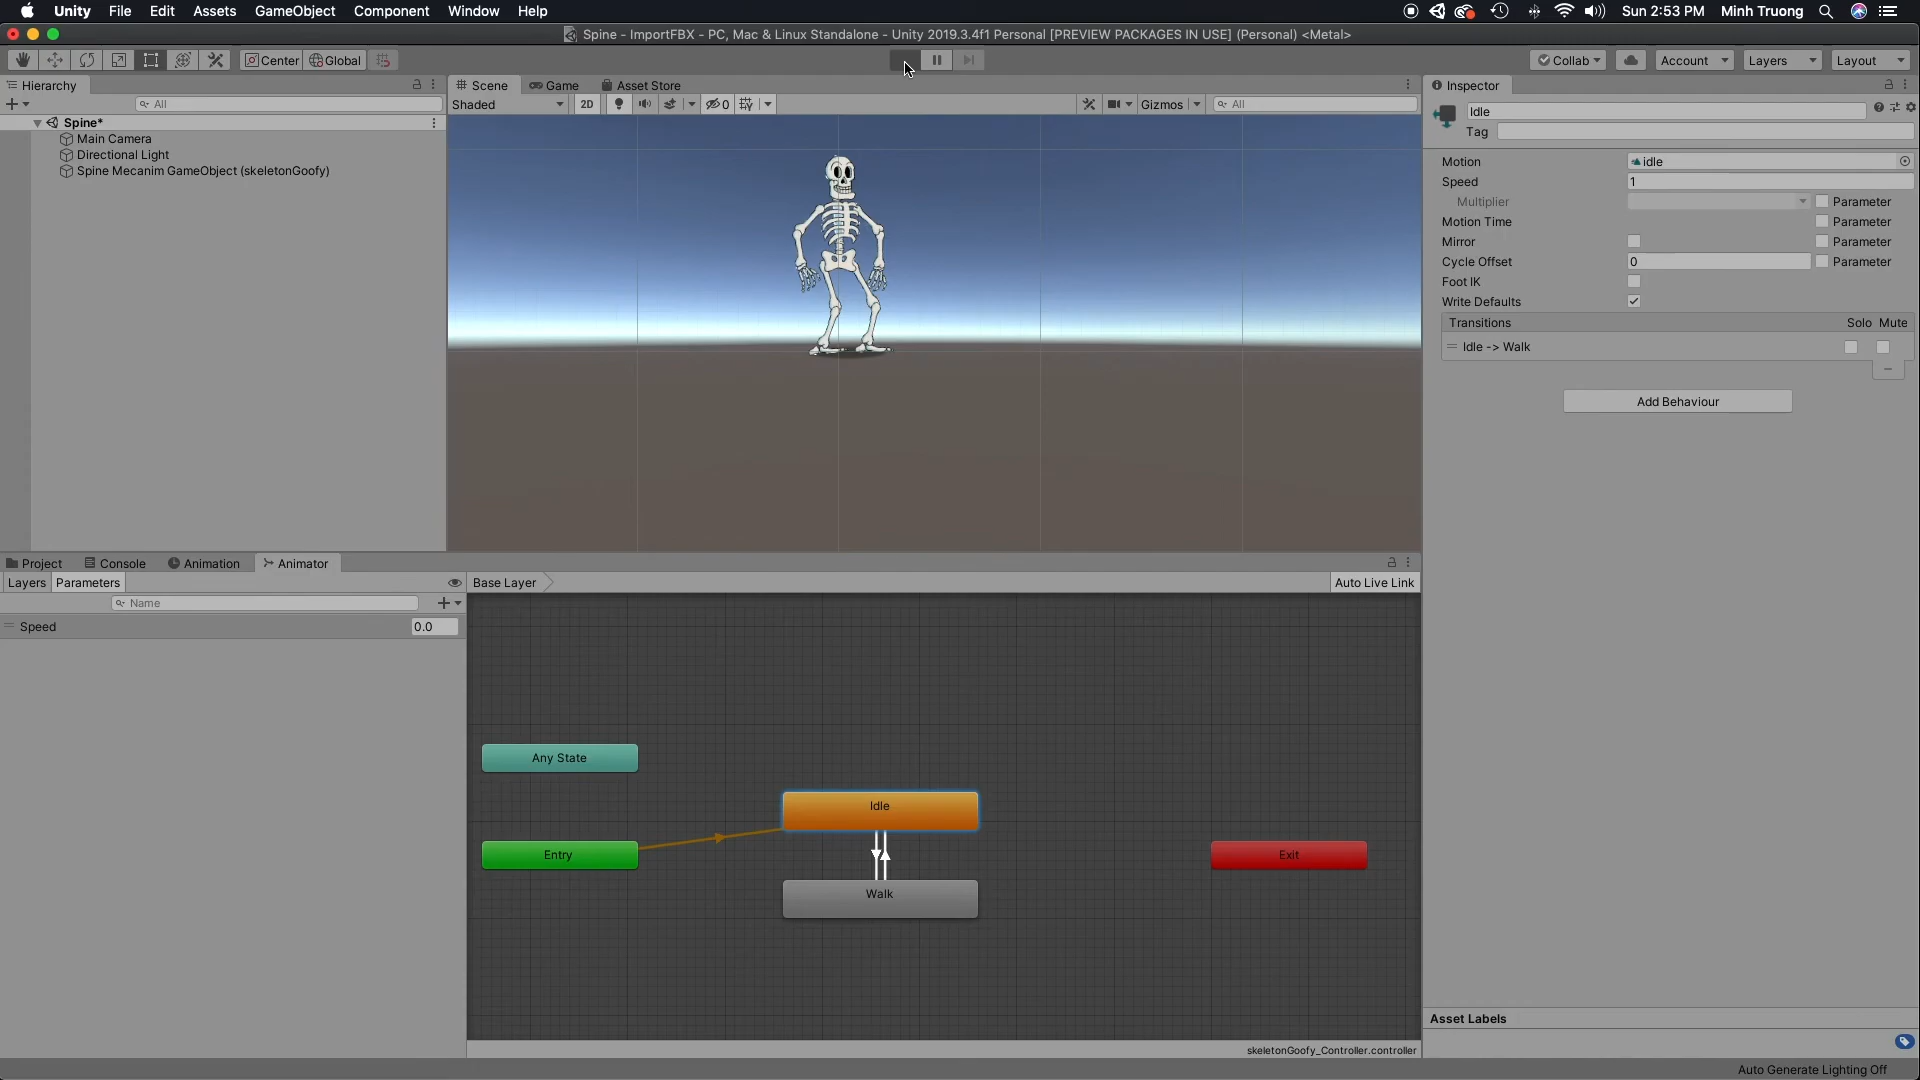 Unity File Edit Assets GameObject Component Window Help Sun 2:53 PM Minh Truong
Spine - ImportFBX - PC, Mac & Linux Standalone - Unity 2019.3.4f1 Personal [PREVIEW PACKAGES IN USE] (Personal) <Metal>
Center Global Collab Account Layers Layout
Hierarchy
All
Spine*
Main Camera
Directional Light
Spine Mecanim GameObject (skeletonGoofy)
Scene Game Asset Store
Shaded 2D 0 Gizmos All
Inspector
Idle
Tag
Motion idle
Speed 1
Multiplier Parameter
Motion Time Parameter
Mirror Parameter
Cycle Offset 0 Parameter
Foot IK
Write Defaults
Transitions Solo Mute
Idle -> Walk
Add Behaviour
Project Console Animation Animator
Layers Parameters Base Layer Auto Live Link
Name
Speed 0.0
Any State
Idle
Entry
Exit
Walk
skeletonGoofy_Controller.controller
Asset Labels
Auto Generate Lighting Off